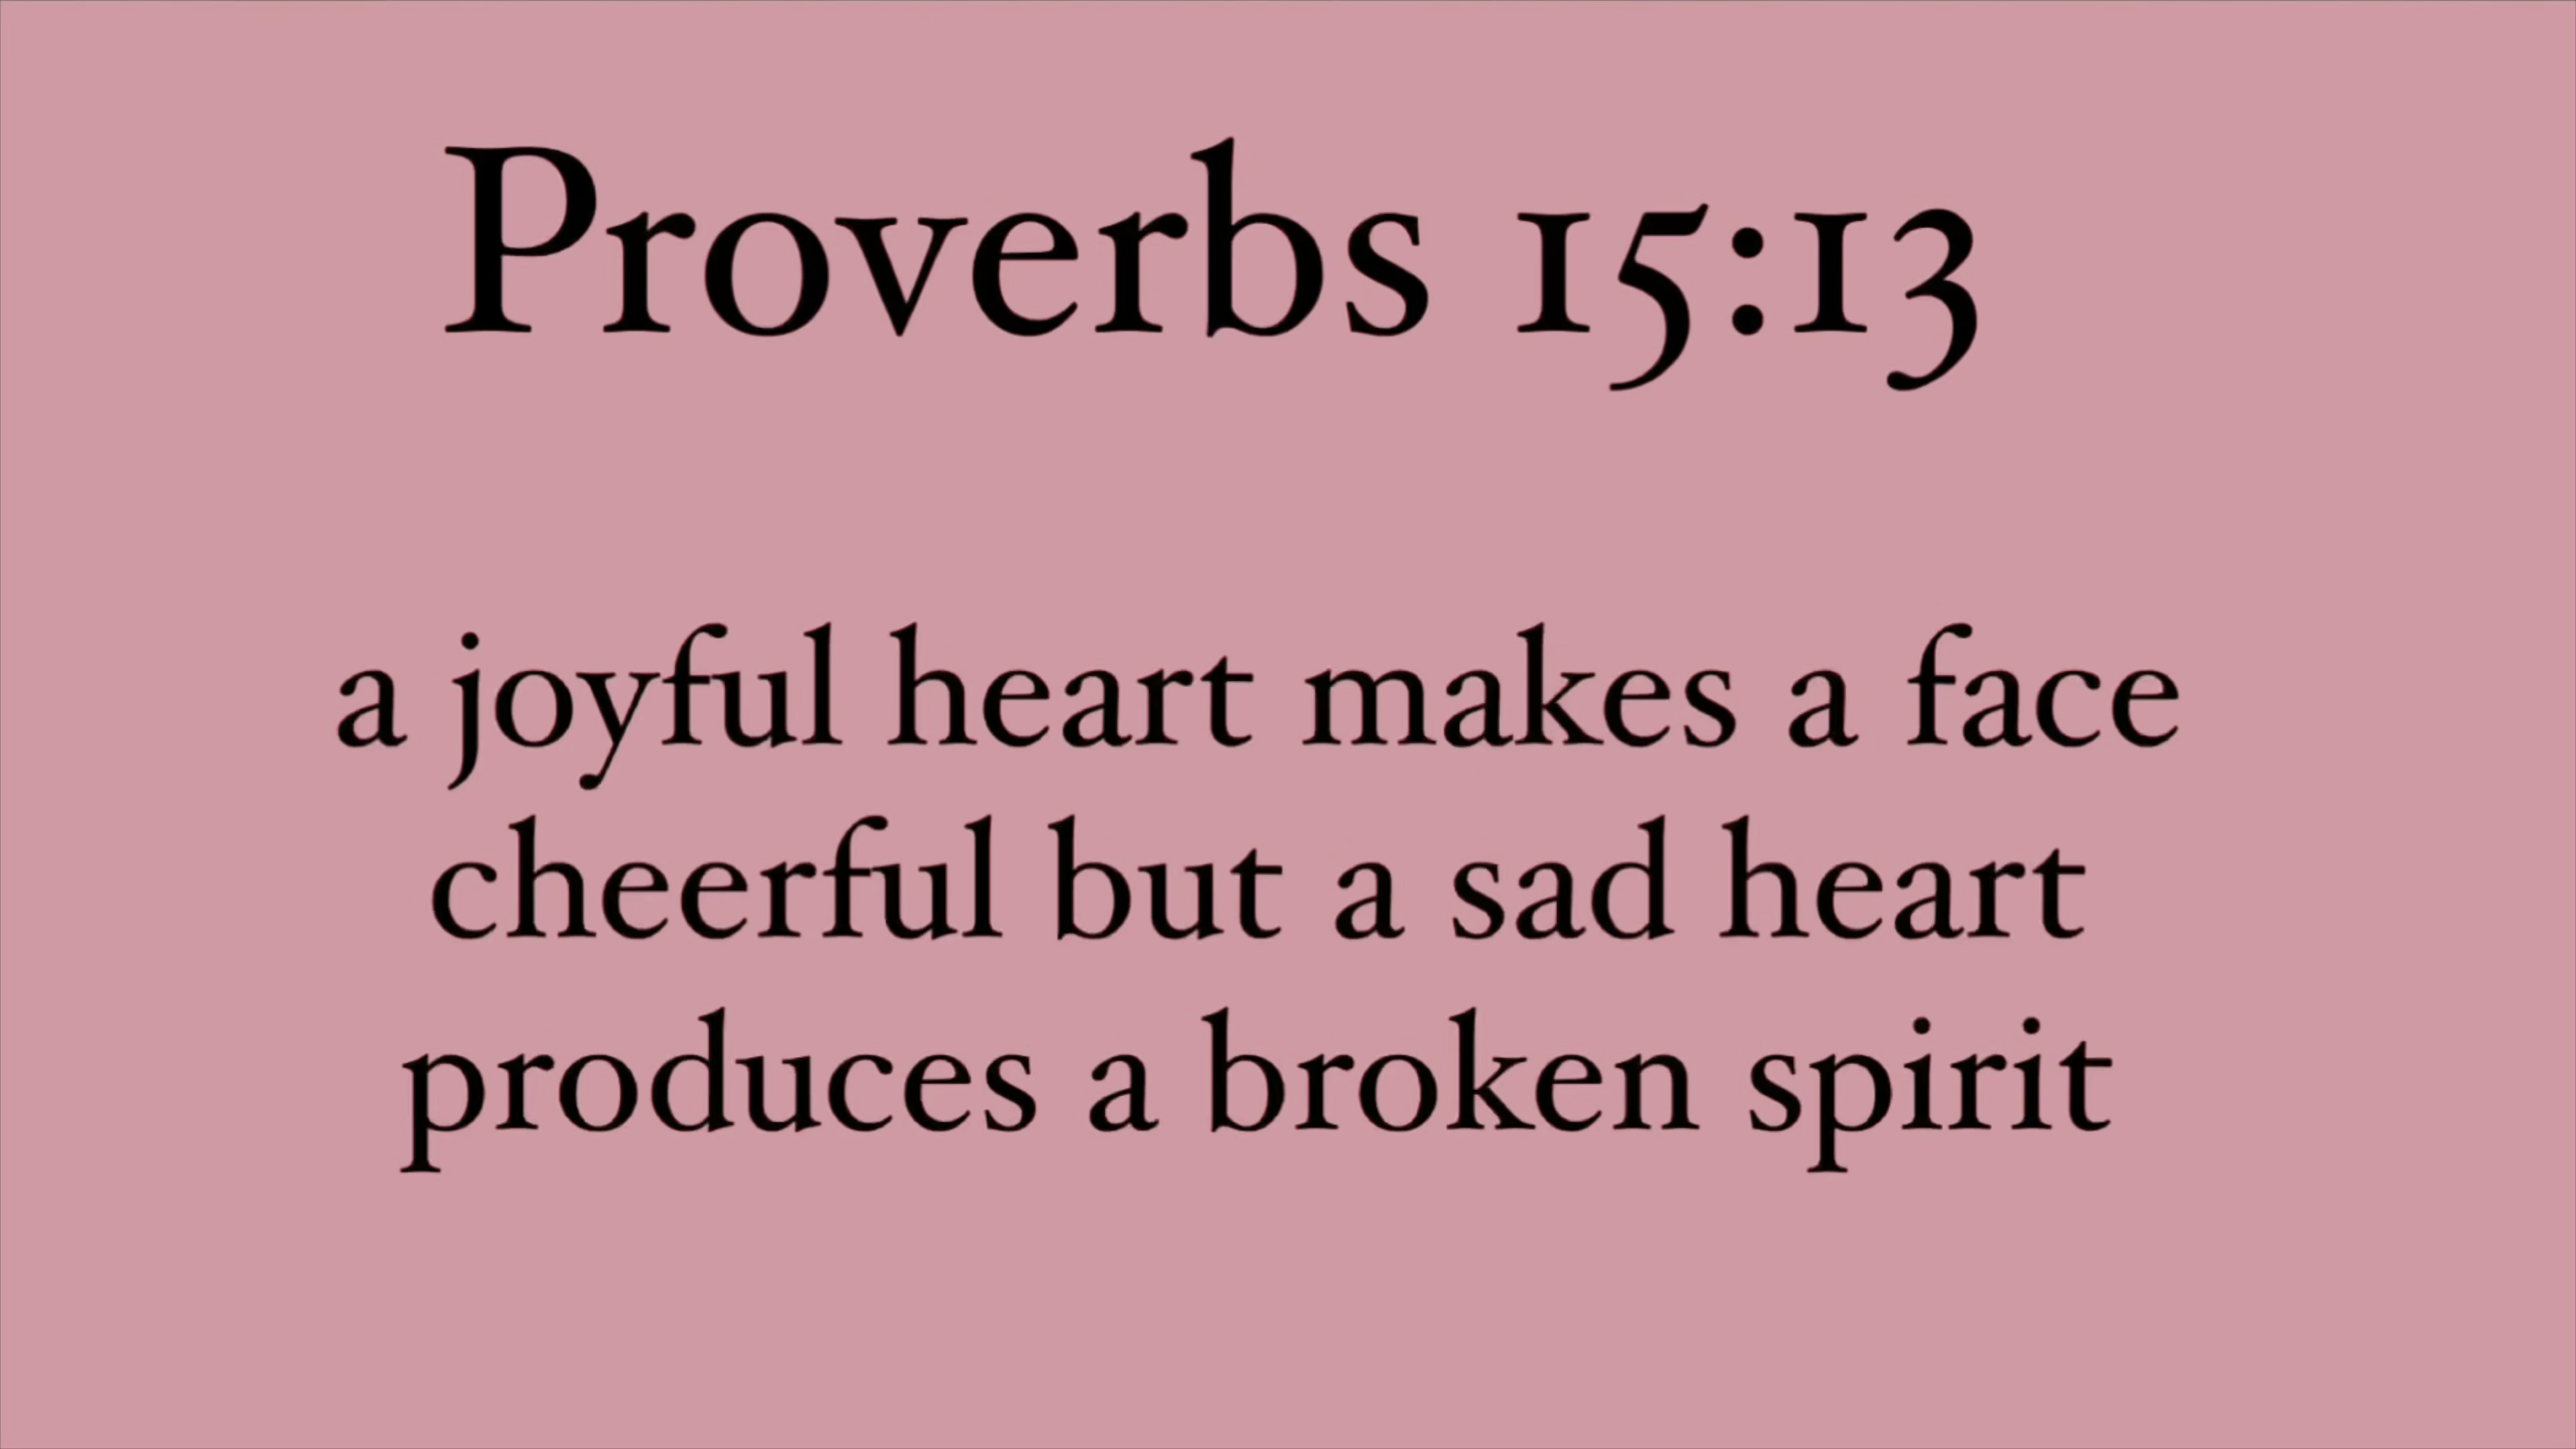 Proverbs 15:13
a joyful heart makes a face
cheerful but a sad heart
produces a broken spirit